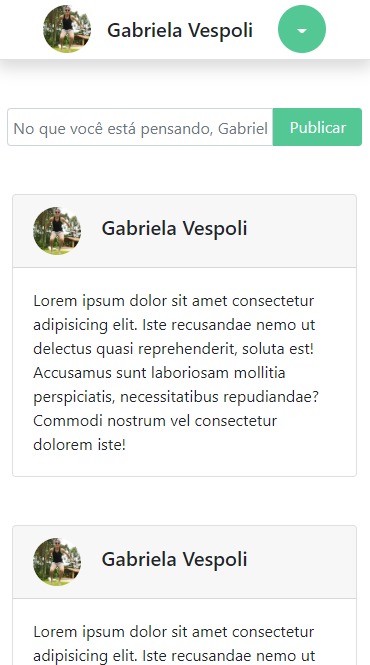 Gabriela Vespoli
No que você está pensando, Gabriel
Publicar
Gabriela Vespoli
Lorem ipsum dolor sit amet consectetur
adipisicing elit. Iste recusandae nemo ut
delectus quasi reprehenderit, soluta est!
Accusamus sunt laboriosam mollitia
perspiciatis, necessitatibus repudiandae?
Commodi nostrum vel consectetur
dolorem iste!
Gabriela Vespoli
Lorem ipsum dolor sit amet consectetur
adipisicing elit. Iste recusandae nemo ut